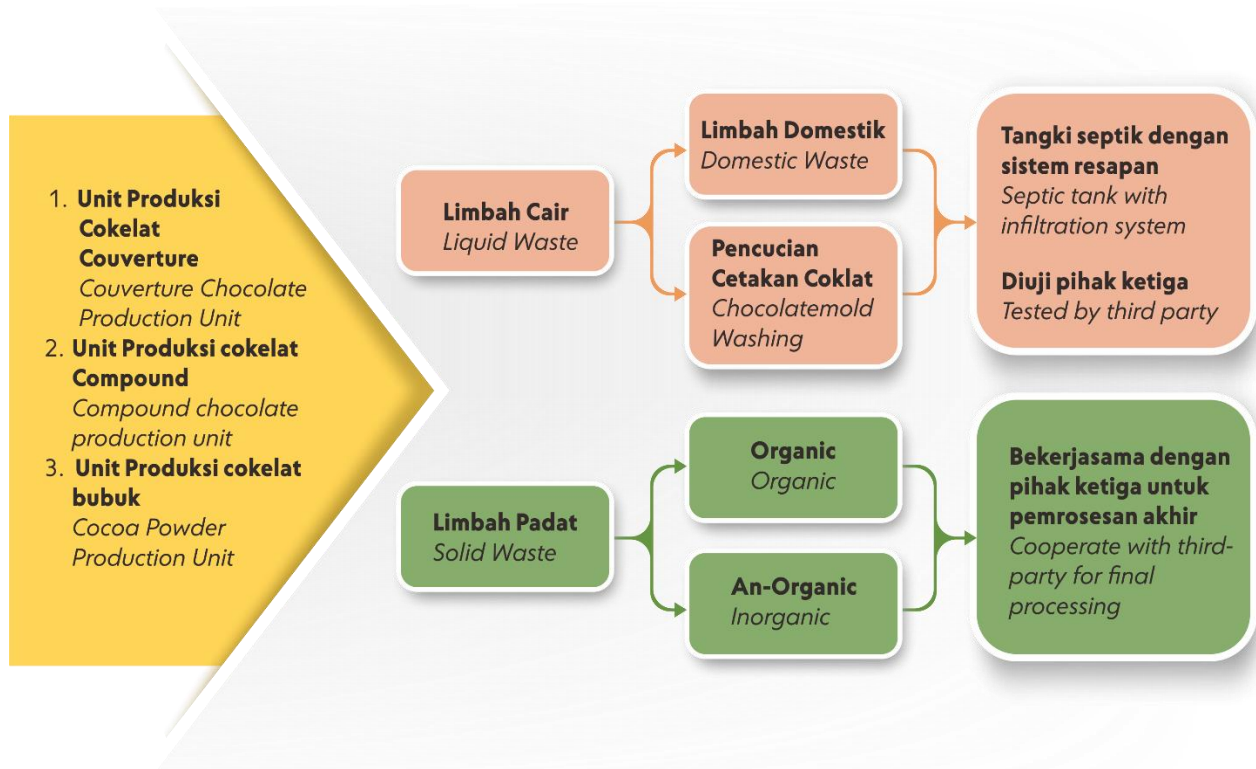 1. Unit Produksi
Cokelat
Couverture
Couverture Chocolate
Production Unit
2. Unit Produksi cokelat
Compound
Compound chocolate
production unit
3. Unit Produksi cokelat
bubuk
Cocoa Powder
Production Unit
Limbah Cair
Liquid Waste
Limbah Domestik
Domestic Waste
Pencucian
Cetakan Coklat
Chocolatemold
Washing
Tangki septik dengan
sistem resapan
Septic tank with
infiltration system
Diuji pihak ketiga
Tested by third party
Limbah Padat
Solid Waste
Organic
Organic
An-Organic
Inorganic
Bekerjasama dengan
pihak ketiga untuk
pemrosesan akhir
Cooperate with third-
party for final
processing